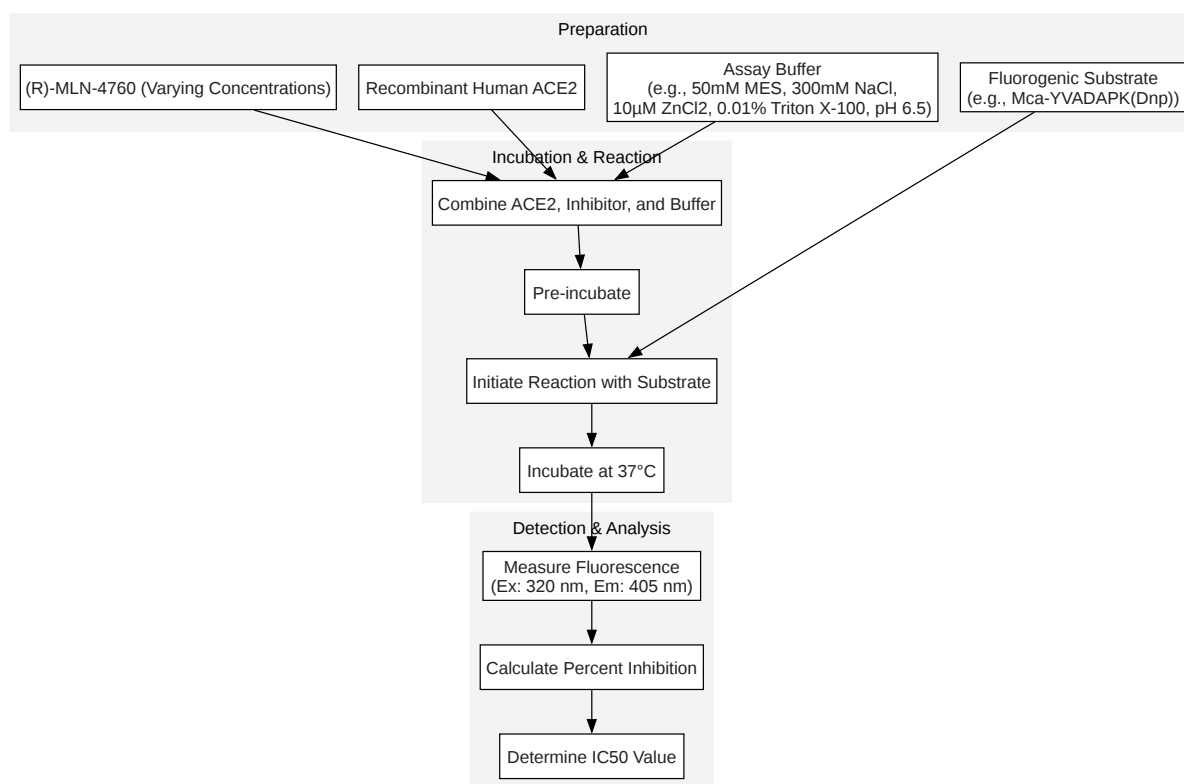 Preparation
(R)-MLN-4760 (Varying Concentrations)
Recombinant Human ACE2
Assay Buffer
(e.g., 50mM MES, 300mM NaCl,
10µM ZnCl2, 0.01% Triton X-100, pH 6.5)
Fluorogenic Substrate
(e.g., Mca-YVADAPK(Dnp))
Incubation & Reaction
Combine ACE2, Inhibitor, and Buffer
Pre-incubate
Initiate Reaction with Substrate
Incubate at 37°C
Detection & Analysis
Measure Fluorescence
(Ex: 320 nm, Em: 405 nm)
Calculate Percent Inhibition
Determine IC50 Value